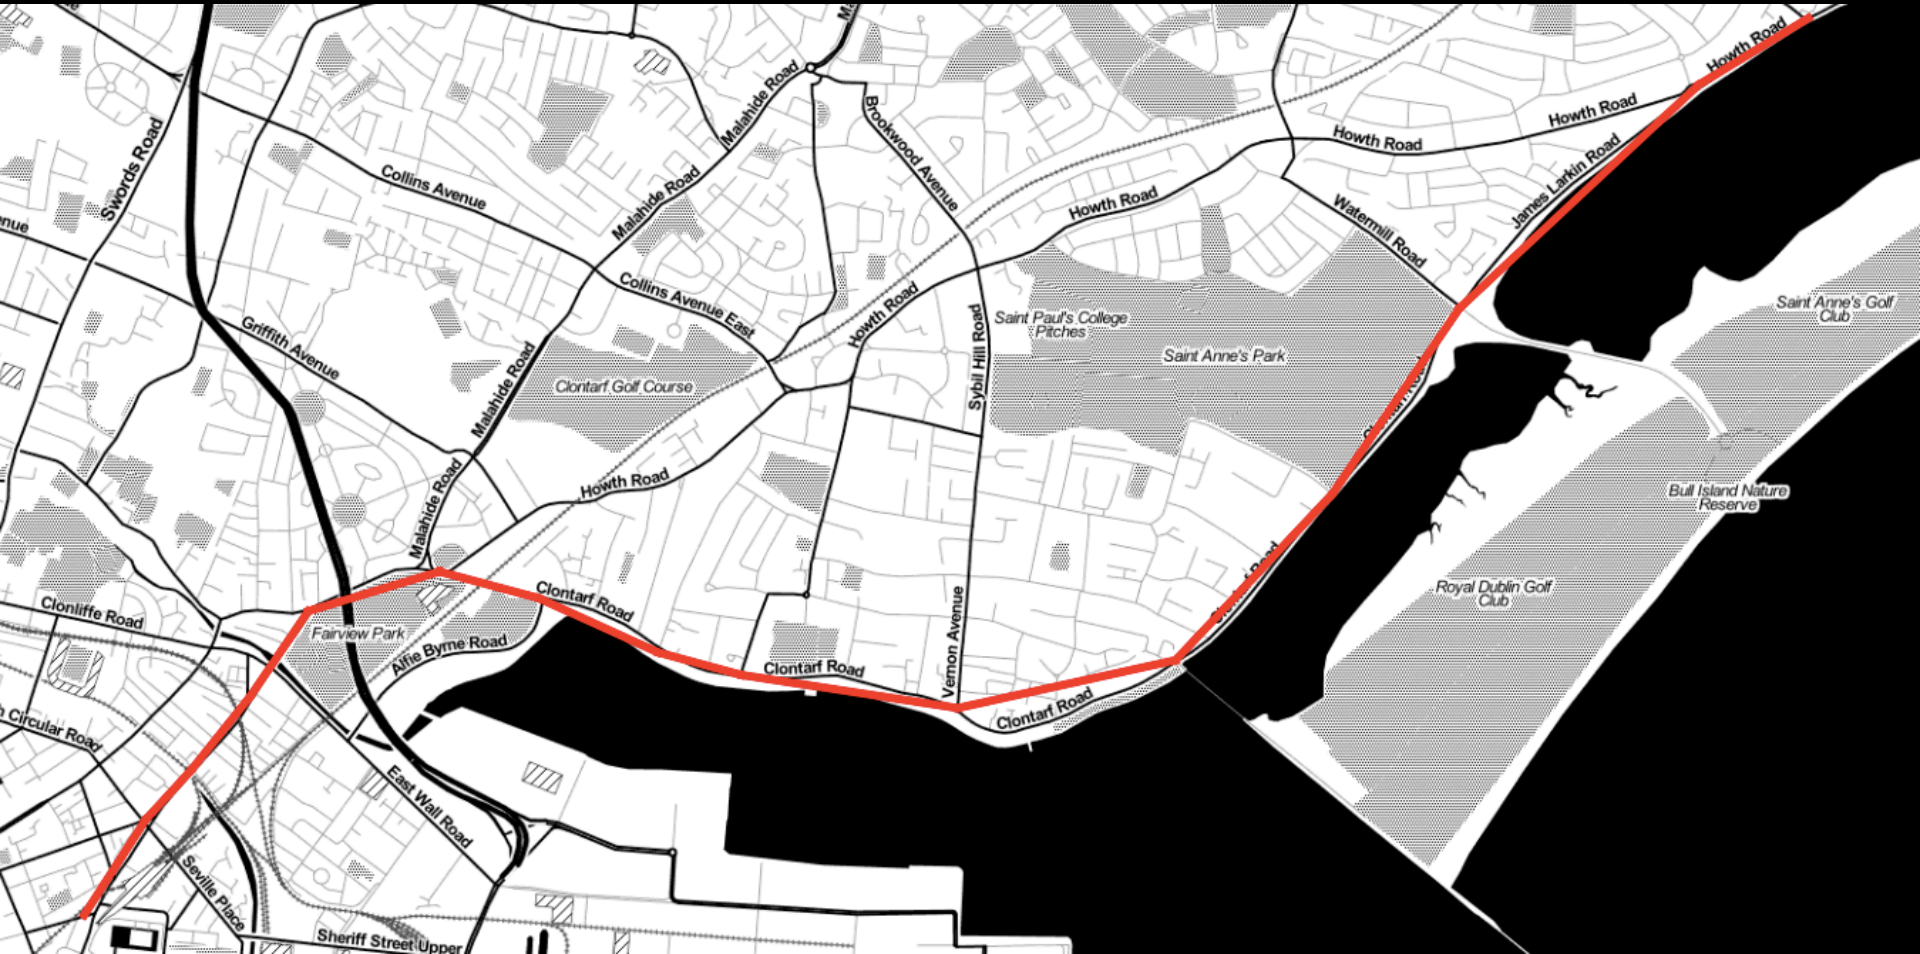 Howth Road
Malahide Road
Swords Road
Brookwood Avenue
Howth Road
Howth Road
James Larkin Road
Collins Avenue
Malahide Road
Howth Road
Watermill Road
Collins Avenue East
Howth Road
Saint Paul's College
Pitches
Saint Anne's Golf
Club
Griffith Avenue
Sybil Hill Road
Saint Anne's Park
Malahide Road
Clontarf Golf Course
Howth Road
Malahide Road
Bull Island Nature
Reserve
Clonliffe Road
Clontarf Road
Royal Dublin Golf
Club
Fairview Park
Alfie Byrne Road
Vernon Avenue
Clontarf Road
Clontarf Road
Circular Road
East Wall Road
Seville Place
Sheriff Street Upper